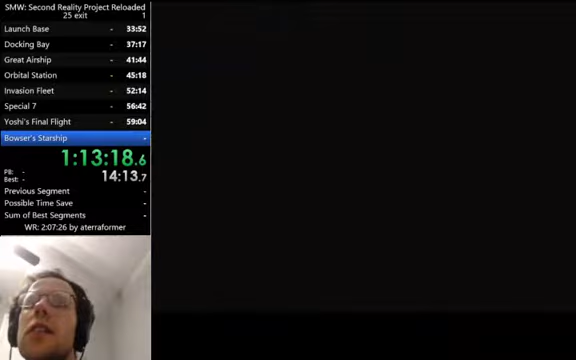 SMW: Second Reality Project Reloaded
25 exit 1
Launch Base - 33:52
Docking Bay - 37:17
Great Airship - 41:44
Orbital Station - 45:18
Invasion Fleet - 52:14
Special 7 - 56:42
Yoshi's Final Flight - 59:04
Bowser's Starship -
1:13:18.6
PB: -
Best: - 14:13.7
Previous Segment -
Possible Time Save -
Sum of Best Segments -
WR: 2:07:26 by aterraformer